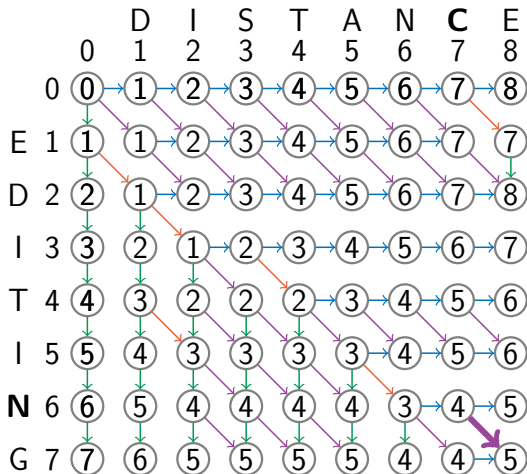 D I S T A N C E
0 1 2 3 4 5 6 7 8
0 0 1 2 3 4 5 6 7 8
E 1 1 1 2 3 4 5 6 7 7
D 2 2 1 2 3 4 5 6 7 8
I 3 3 2 1 2 3 4 5 6 7
T 4 4 3 2 2 2 3 4 5 6
I 5 5 4 3 3 3 3 4 5 6
N 6 6 5 4 4 4 4 3 4 5
G 7 7 6 5 5 5 5 4 4 5